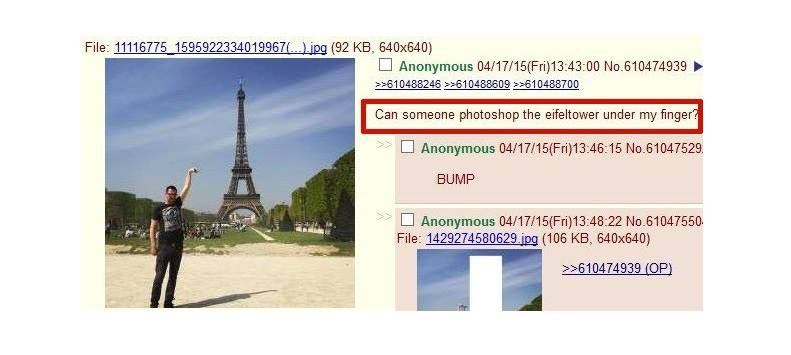 File: 11116775_1595922334019967(...).jpg (92 KB, 640x640)
Anonymous 04/17/15(Fri)13:43:00 No.610474939 ▶
>>610488246 >>610488609 >>610488700
Can someone photoshop the eifeltower under my finger?
>> Anonymous 04/17/15(Fri)13:46:15 No.61047529
BUMP
>> Anonymous 04/17/15(Fri)13:48:22 No.61047550
File: 1429274580629.jpg (106 KB, 640x640)
>>610474939 (OP)